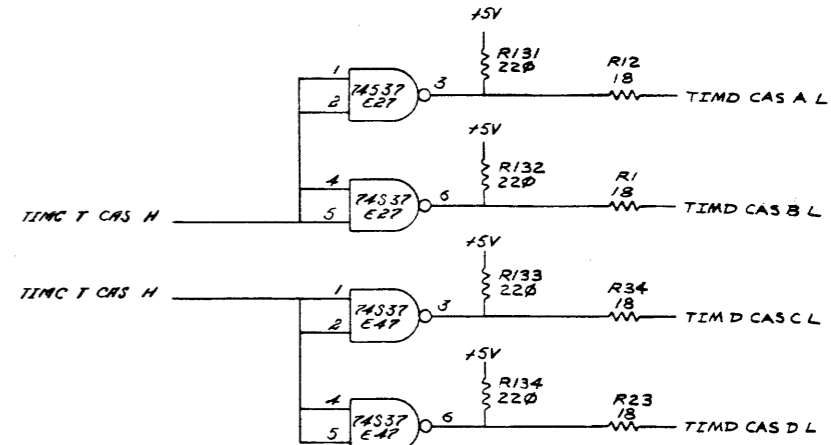 +5V
R131
22Ø
R12
18
1
2
74S37
E27
3
TIMD CAS A L
+5V
R132
22Ø
R1
18
4
5
74S37
E27
6
TIMD CAS B L
TIMC T CAS H
+5V
R133
22Ø
R34
18
TIMC T CAS H
1
2
74S37
E47
3
TIMD CAS C L
+5V
R134
22Ø
R23
18
4
5
74S37
E47
6
TIMD CAS D L